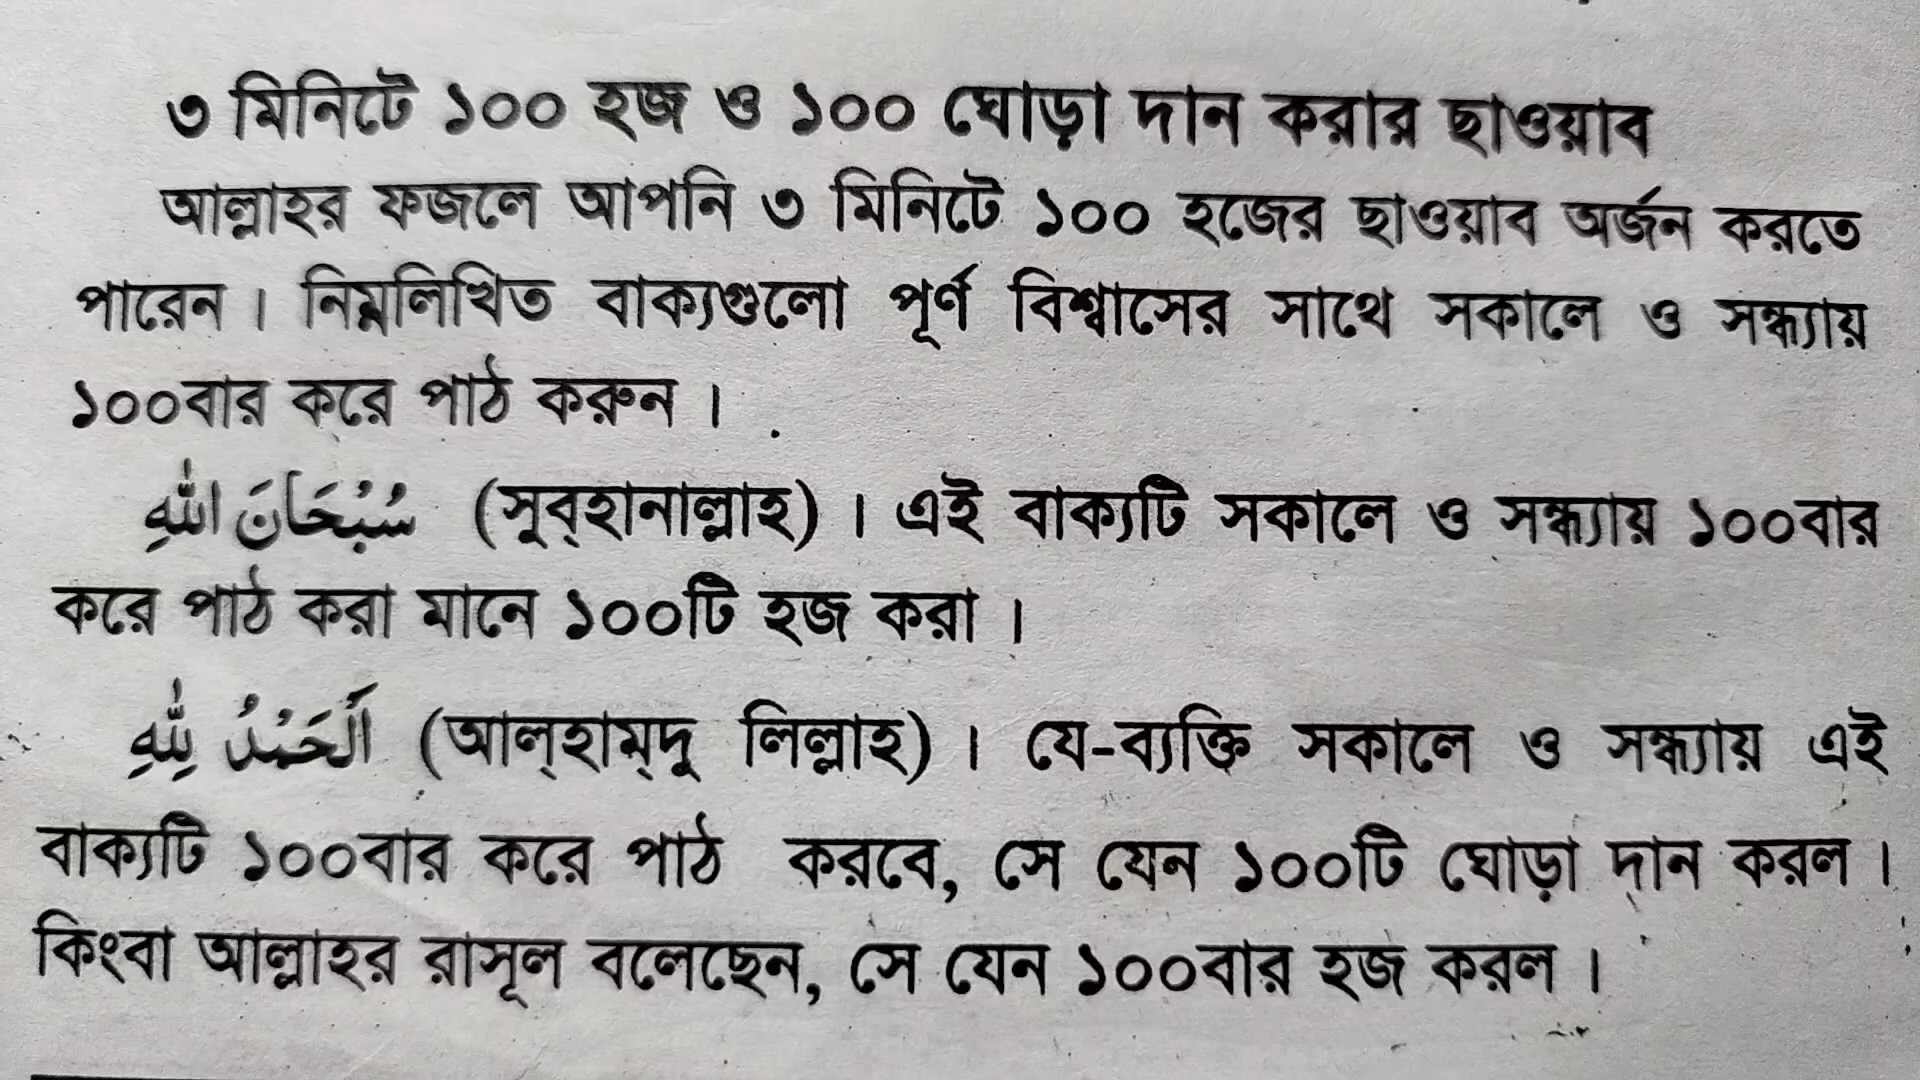 ৩ মিনিটে ১০০ হজ ও ১০০ ঘোড়া দান করার ছাওয়াব
আল্লাহর ফজলে আপনি ৩ মিনিটে ১০০ হজের ছাওয়াব অর্জন করতে
পারেন । নিম্নলিখিত বাক্যগুলো পূর্ণ বিশ্বাসের সাথে সকালে ও সন্ধ্যায়
১০০বার করে পাঠ করুন ।
سُبْحَانَ اللّٰهِ (সুব্‌হানাল্লাহ) । এই বাক্যটি সকালে ও সন্ধ্যায় ১০০বার
করে পাঠ করা মানে ১০০টি হজ করা ।
اَلْحَمْدُ لِلّٰهِ (আল্‌হাম্‌দু লিল্লাহ) । যে-ব্যক্তি সকালে ও সন্ধ্যায় এই
বাক্যটি ১০০বার করে পাঠ করবে, সে যেন ১০০টি ঘোড়া দান করল ।
কিংবা আল্লাহর রাসূল বলেছেন, সে যেন ১০০বার হজ করল ।